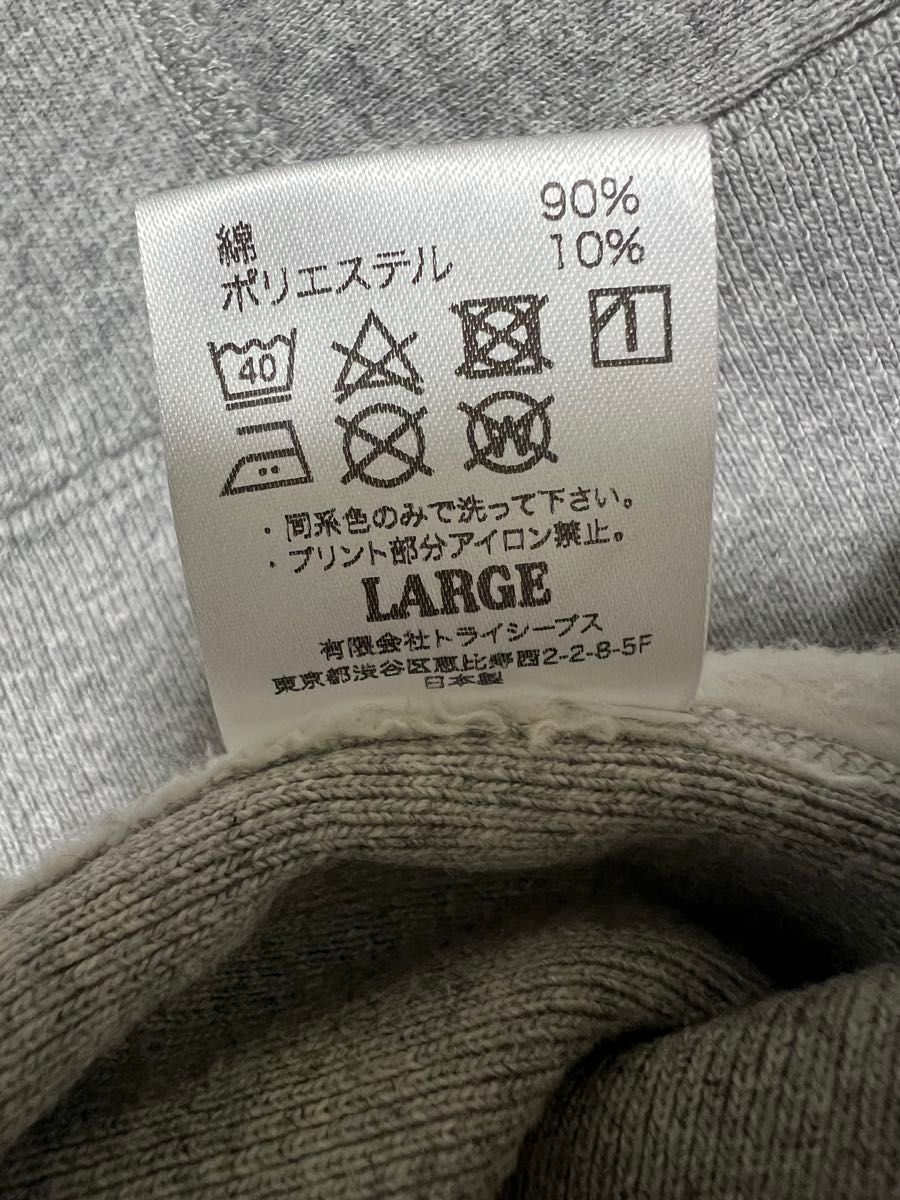 綿 90%
ポリエステル 10%
40
W
・同系色のみで洗って下さい。
・プリント部分アイロン禁止。
LARGE
有限会社トライシープス
東京都渋谷区恵比寿西2-2-8-5F
日本製